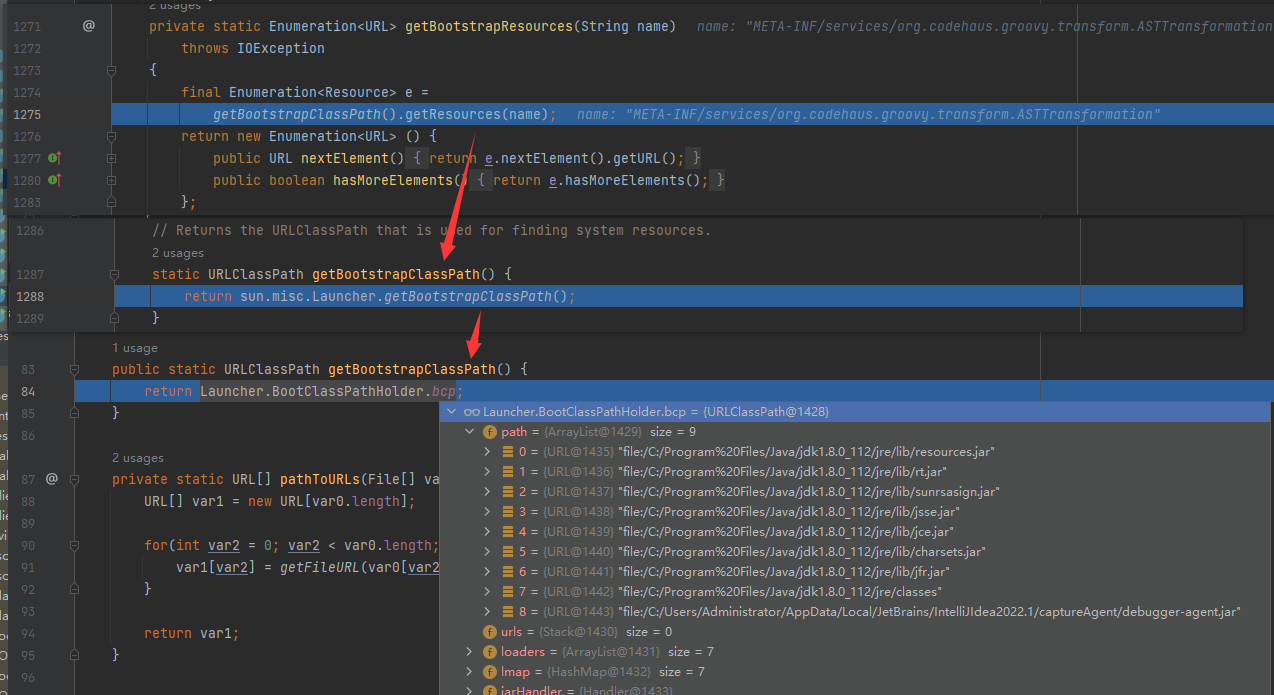 2 usages
1271 @ private static Enumeration<URL> getBootstrapResources(String name) name: "META-INF/services/org.codehaus.groovy.transform.ASTTransformation
1272 throws IOException
1273 {
1274 final Enumeration<Resource> e =
1275 getBootstrapClassPath().getResources(name); name: "META-INF/services/org.codehaus.groovy.transform.ASTTransformation"
1276 return new Enumeration<URL> () {
1277 public URL nextElement() { return e.nextElement().getURL(); }
1280 public boolean hasMoreElements() { return e.hasMoreElements(); }
1283 };
1286 // Returns the URLClassPath that is used for finding system resources.
2 usages
1287 static URLClassPath getBootstrapClassPath() {
1288 return sun.misc.Launcher.getBootstrapClassPath();
1289 }
1 usage
83 public static URLClassPath getBootstrapClassPath() {
84 return Launcher.BootClassPathHolder.bcp;
85 }
86
2 usages
87 @ private static URL[] pathToURLs(File[] va
88 URL[] var1 = new URL[var0.length];
89
90 for(int var2 = 0; var2 < var0.length;
91 var1[var2] = getFileURL(var0[var2
92 }
93
94 return var1;
95 }
96
Launcher.BootClassPathHolder.bcp = {URLClassPath@1428}
f path = {ArrayList@1429} size = 9
0 = {URL@1435} "file:/C:/Program%20Files/Java/jdk1.8.0_112/jre/lib/resources.jar"
1 = {URL@1436} "file:/C:/Program%20Files/Java/jdk1.8.0_112/jre/lib/rt.jar"
2 = {URL@1437} "file:/C:/Program%20Files/Java/jdk1.8.0_112/jre/lib/sunrsasign.jar"
3 = {URL@1438} "file:/C:/Program%20Files/Java/jdk1.8.0_112/jre/lib/jsse.jar"
4 = {URL@1439} "file:/C:/Program%20Files/Java/jdk1.8.0_112/jre/lib/jce.jar"
5 = {URL@1440} "file:/C:/Program%20Files/Java/jdk1.8.0_112/jre/lib/charsets.jar"
6 = {URL@1441} "file:/C:/Program%20Files/Java/jdk1.8.0_112/jre/lib/jfr.jar"
7 = {URL@1442} "file:/C:/Program%20Files/Java/jdk1.8.0_112/jre/classes"
8 = {URL@1443} "file:/C:/Users/Administrator/AppData/Local/JetBrains/IntelliJIdea2022.1/captureAgent/debugger-agent.jar"
f urls = {Stack@1430} size = 0
f loaders = {ArrayList@1431} size = 7
f lmap = {HashMap@1432} size = 7
f jarHandler = {Handler@1433}